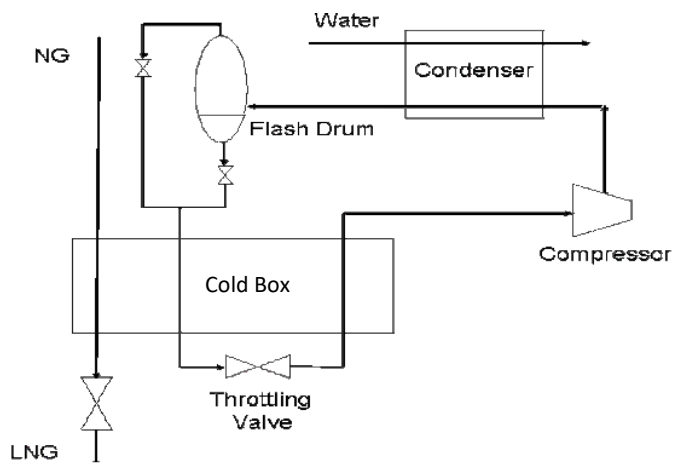 Water
NG
Condenser
Flash Drum
Compressor
Cold Box
Throttling
Valve
LNG